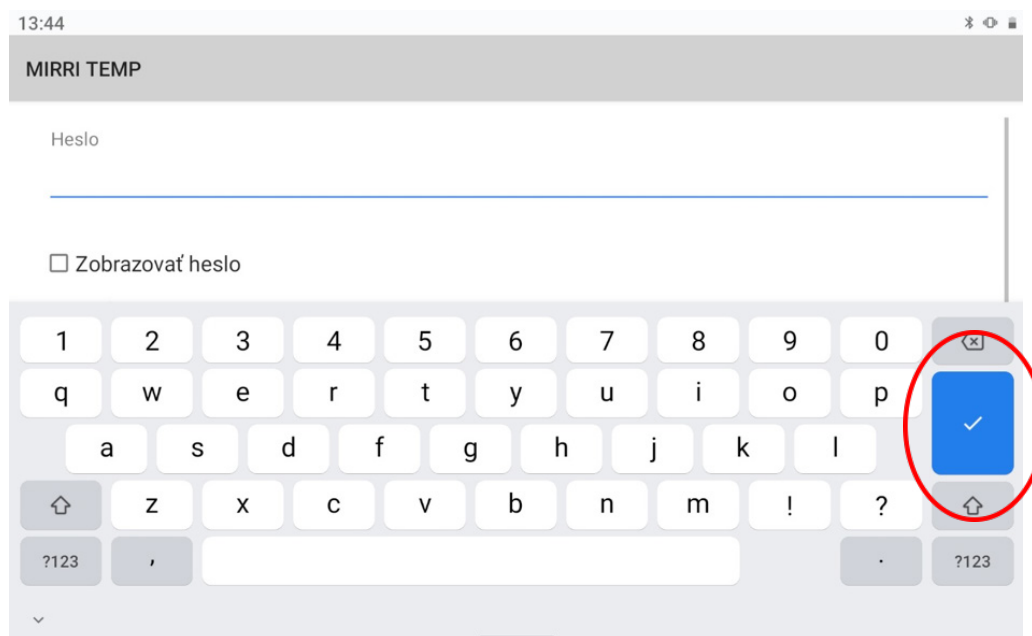 13:44
MIRRI TEMP
Heslo
Zobrazovať heslo
1 2 3 4 5 6 7 8 9 0
q w e r t y u i o p
a s d f g h j k l
z x c v b n m ! ?
?123 , . ?123